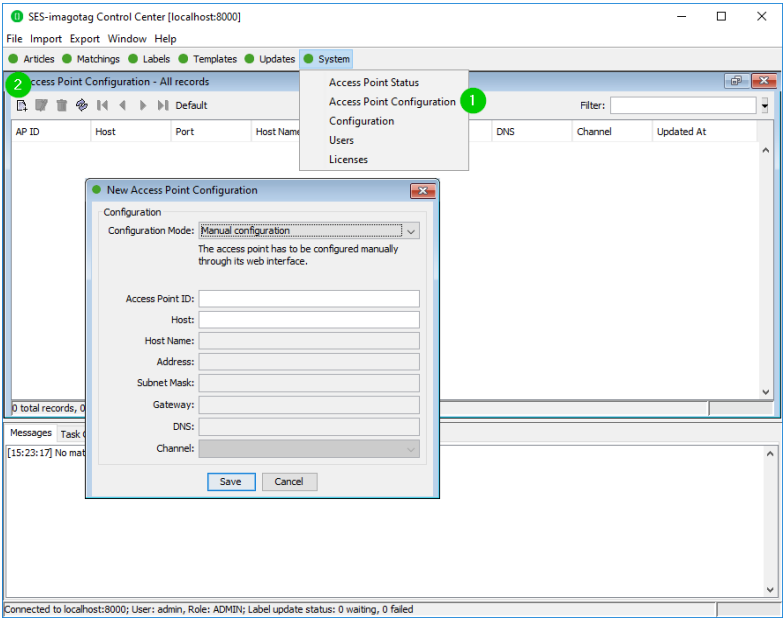 SES-imagotag Control Center [localhost:8000]
File Import Export Window Help
Articles Matchings Labels Templates Updates System
2
ccess Point Configuration - All records
Access Point Status
Access Point Configuration 1
Configuration
Users
Licenses
Default
Filter:
AP ID Host Port Host Name DNS Channel Updated At
New Access Point Configuration
Configuration
Configuration Mode: Manual configuration
The access point has to be configured manually
through its web interface.
Access Point ID:
Host:
Host Name:
Address:
Subnet Mask:
Gateway:
DNS:
Channel:
Save Cancel
0 total records, 0
Messages Task
[15:23:17] No mat
Connected to localhost:8000; User: admin, Role: ADMIN; Label update status: 0 waiting, 0 failed